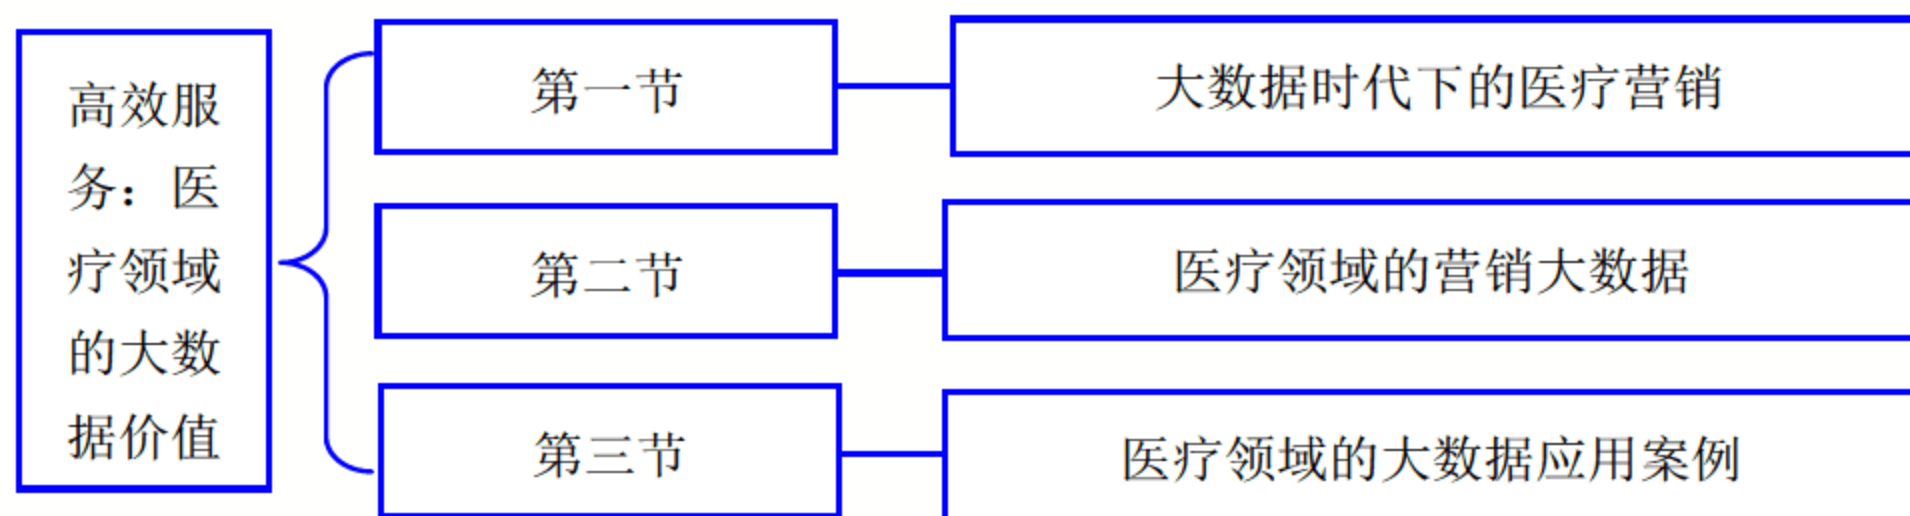 高效服
务：医
疗领域
的大数
据价值
第一节
大数据时代下的医疗营销
第二节
医疗领域的营销大数据
第三节
医疗领域的大数据应用案例